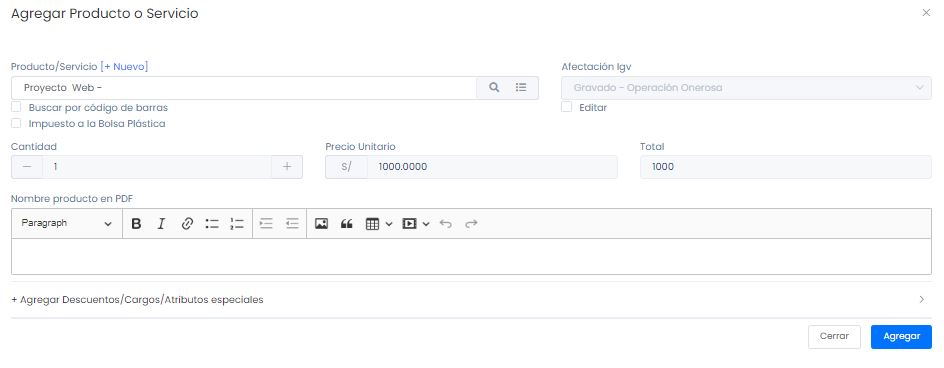 Agregar Producto o Servicio
Producto/Servicio [+ Nuevo]
Afectación Igv
Proyecto Web -
Gravado - Operación Onerosa
Buscar por código de barras
Editar
Impuesto a la Bolsa Plástica
Cantidad
Precio Unitario
Total
1
S/ 1000.0000
1000
Nombre producto en PDF
Paragraph
+ Agregar Descuentos/Cargos/Atributos especiales
Cerrar
Agregar